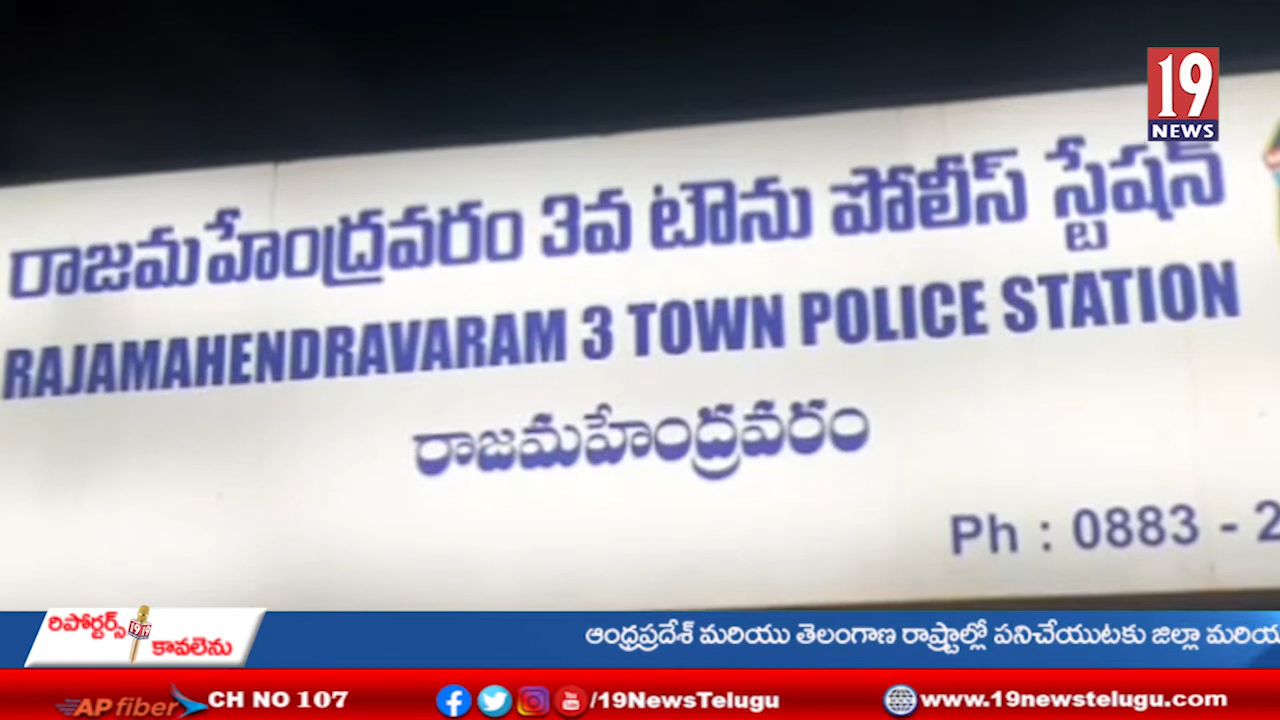 19
NEWS
రాజమహేంద్రవరం 3వ టౌను పోలీస్ స్టేషన్
RAJAMAHENDRAVARAM 3 TOWN POLICE STATION
రాజమహేంద్రవరం
Ph : 0883 - 2
రిపోర్టర్స్ 1919 కావలెను
ఆంధ్రప్రదేశ్ మరియు తెలంగాణ రాష్ట్రాల్లో పనిచేయుటకు జిల్లా మరియ
AP fiber CH NO 107 /19NewsTelugu www.19newstelugu.com